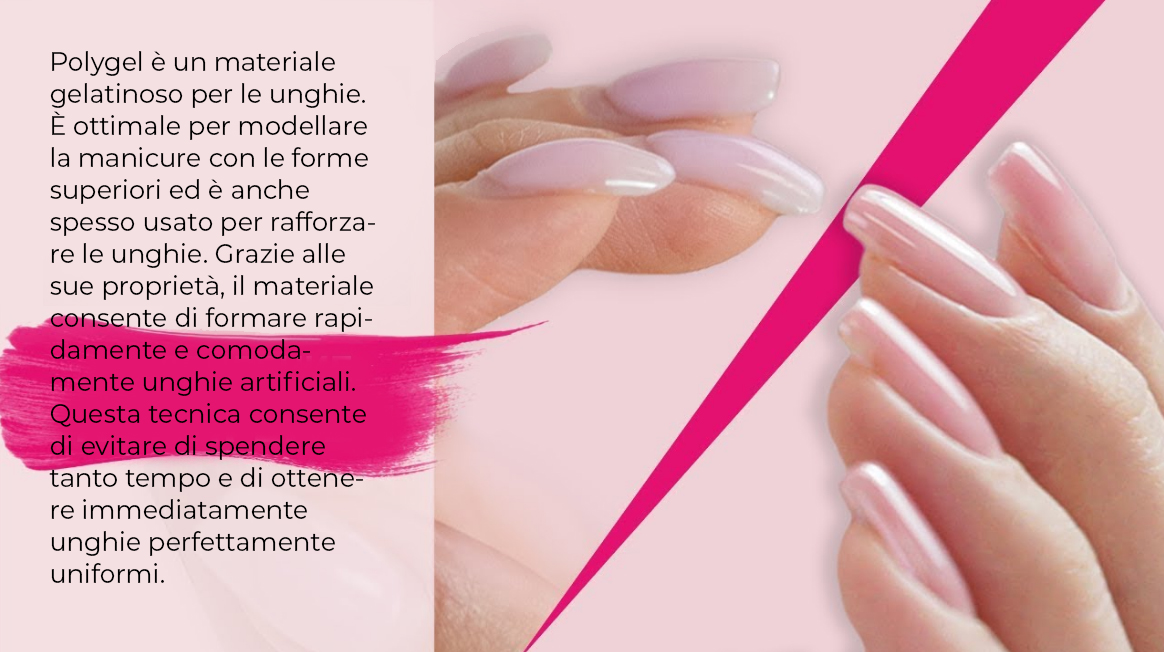 Polygel è un materiale
gelatinoso per le unghie.
È ottimale per modellare
la manicure con le forme
superiori ed è anche
spesso usato per rafforza-
re le unghie. Grazie alle
sue proprietà, il materiale
consente di formare rapi-
damente e comoda-
mente unghie artificiali.
Questa tecnica consente
di evitare di spendere
tanto tempo e di ottene-
re immediatamente
unghie perfettamente
uniformi.